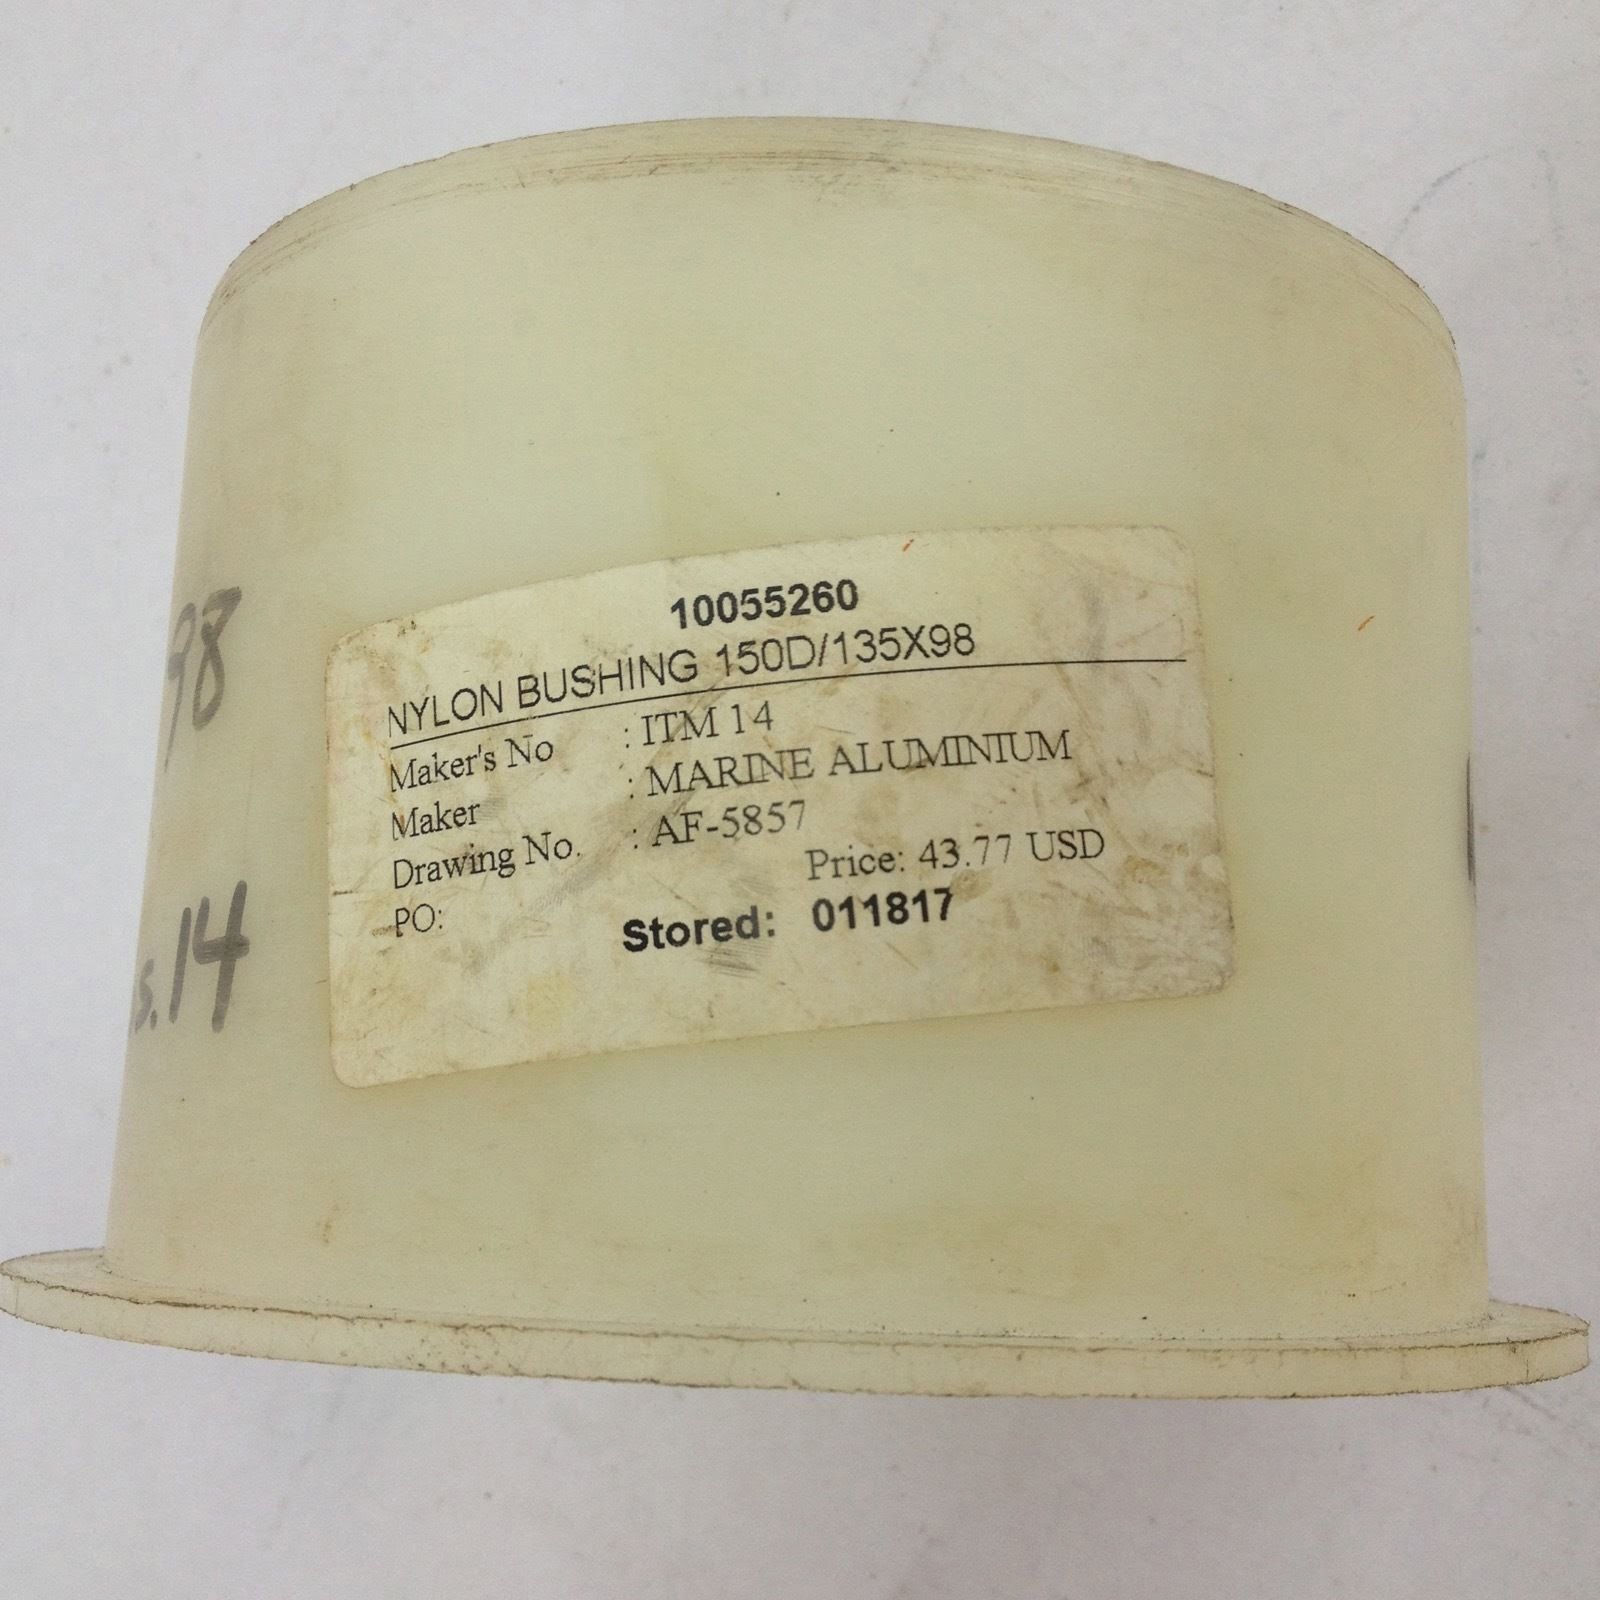 10055260
NYLON BUSHING 150D/135X98
Maker's No : ITM 14
Maker : MARINE ALUMINIUM
Drawing No. : AF-5857
Price: 43.77 USD
PO:
Stored: 011817
98
s.14